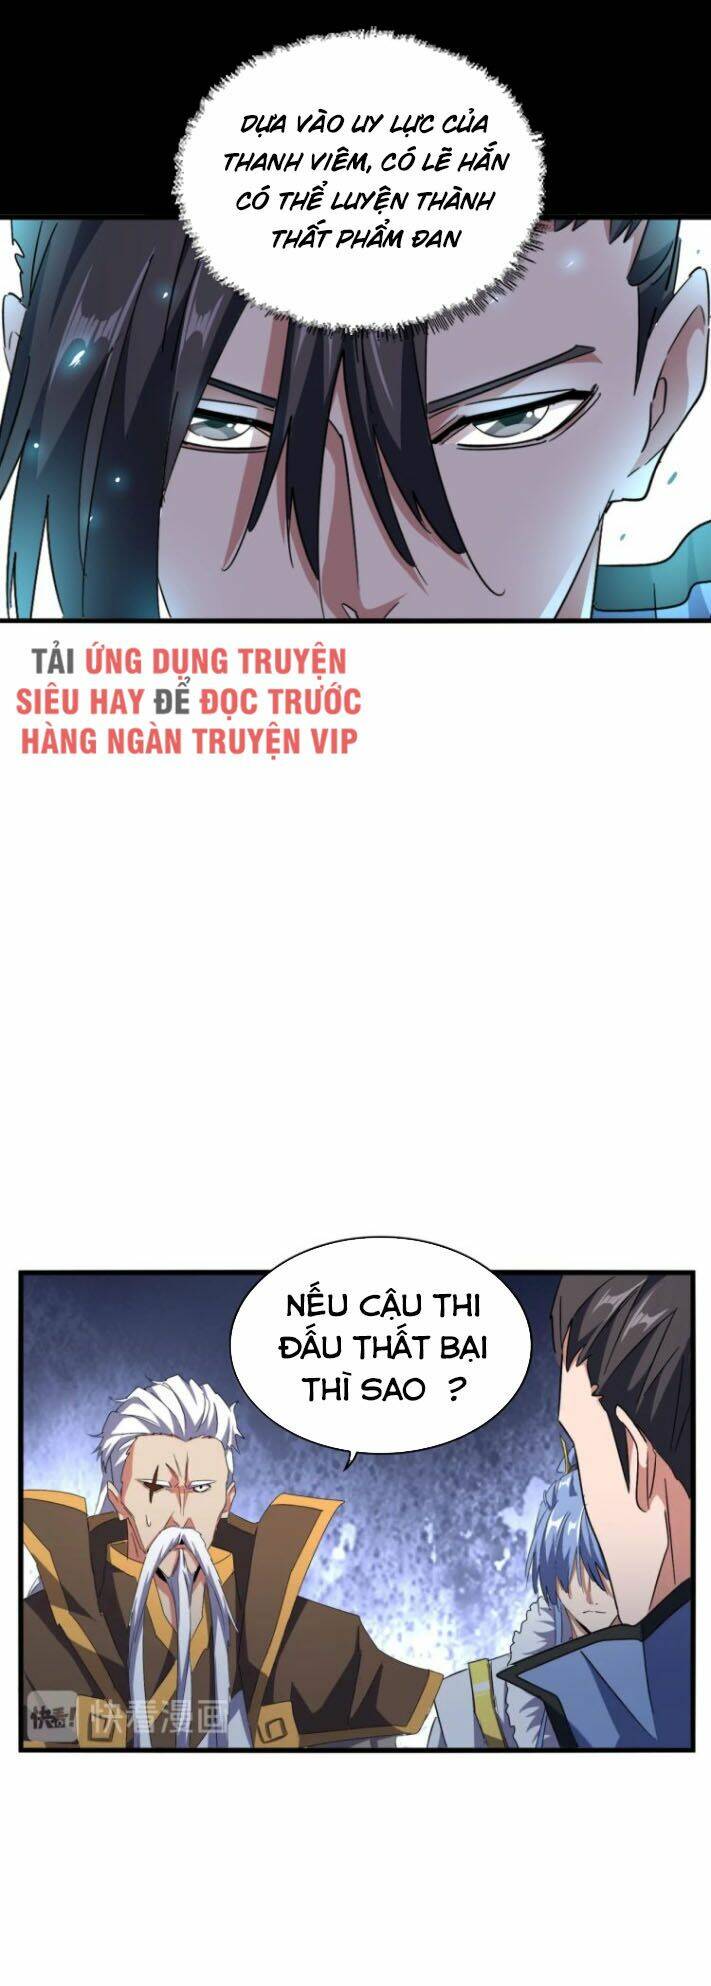 DỰA VÀO UY LỰC CỦA
THANH VIÊM, CÓ LẼ HẮN
CÓ THỂ LUYỆN THÀNH
THẤT PHẨM ĐAN
TẢI ỨNG DỤNG TRUYỆN
SIÊU HAY ĐỂ ĐỌC TRƯỚC
HÀNG NGÀN TRUYỆN VIP
NẾU CẬU THI
ĐẤU THẤT BẠI
THÌ SAO ?
快看! 快看漫画